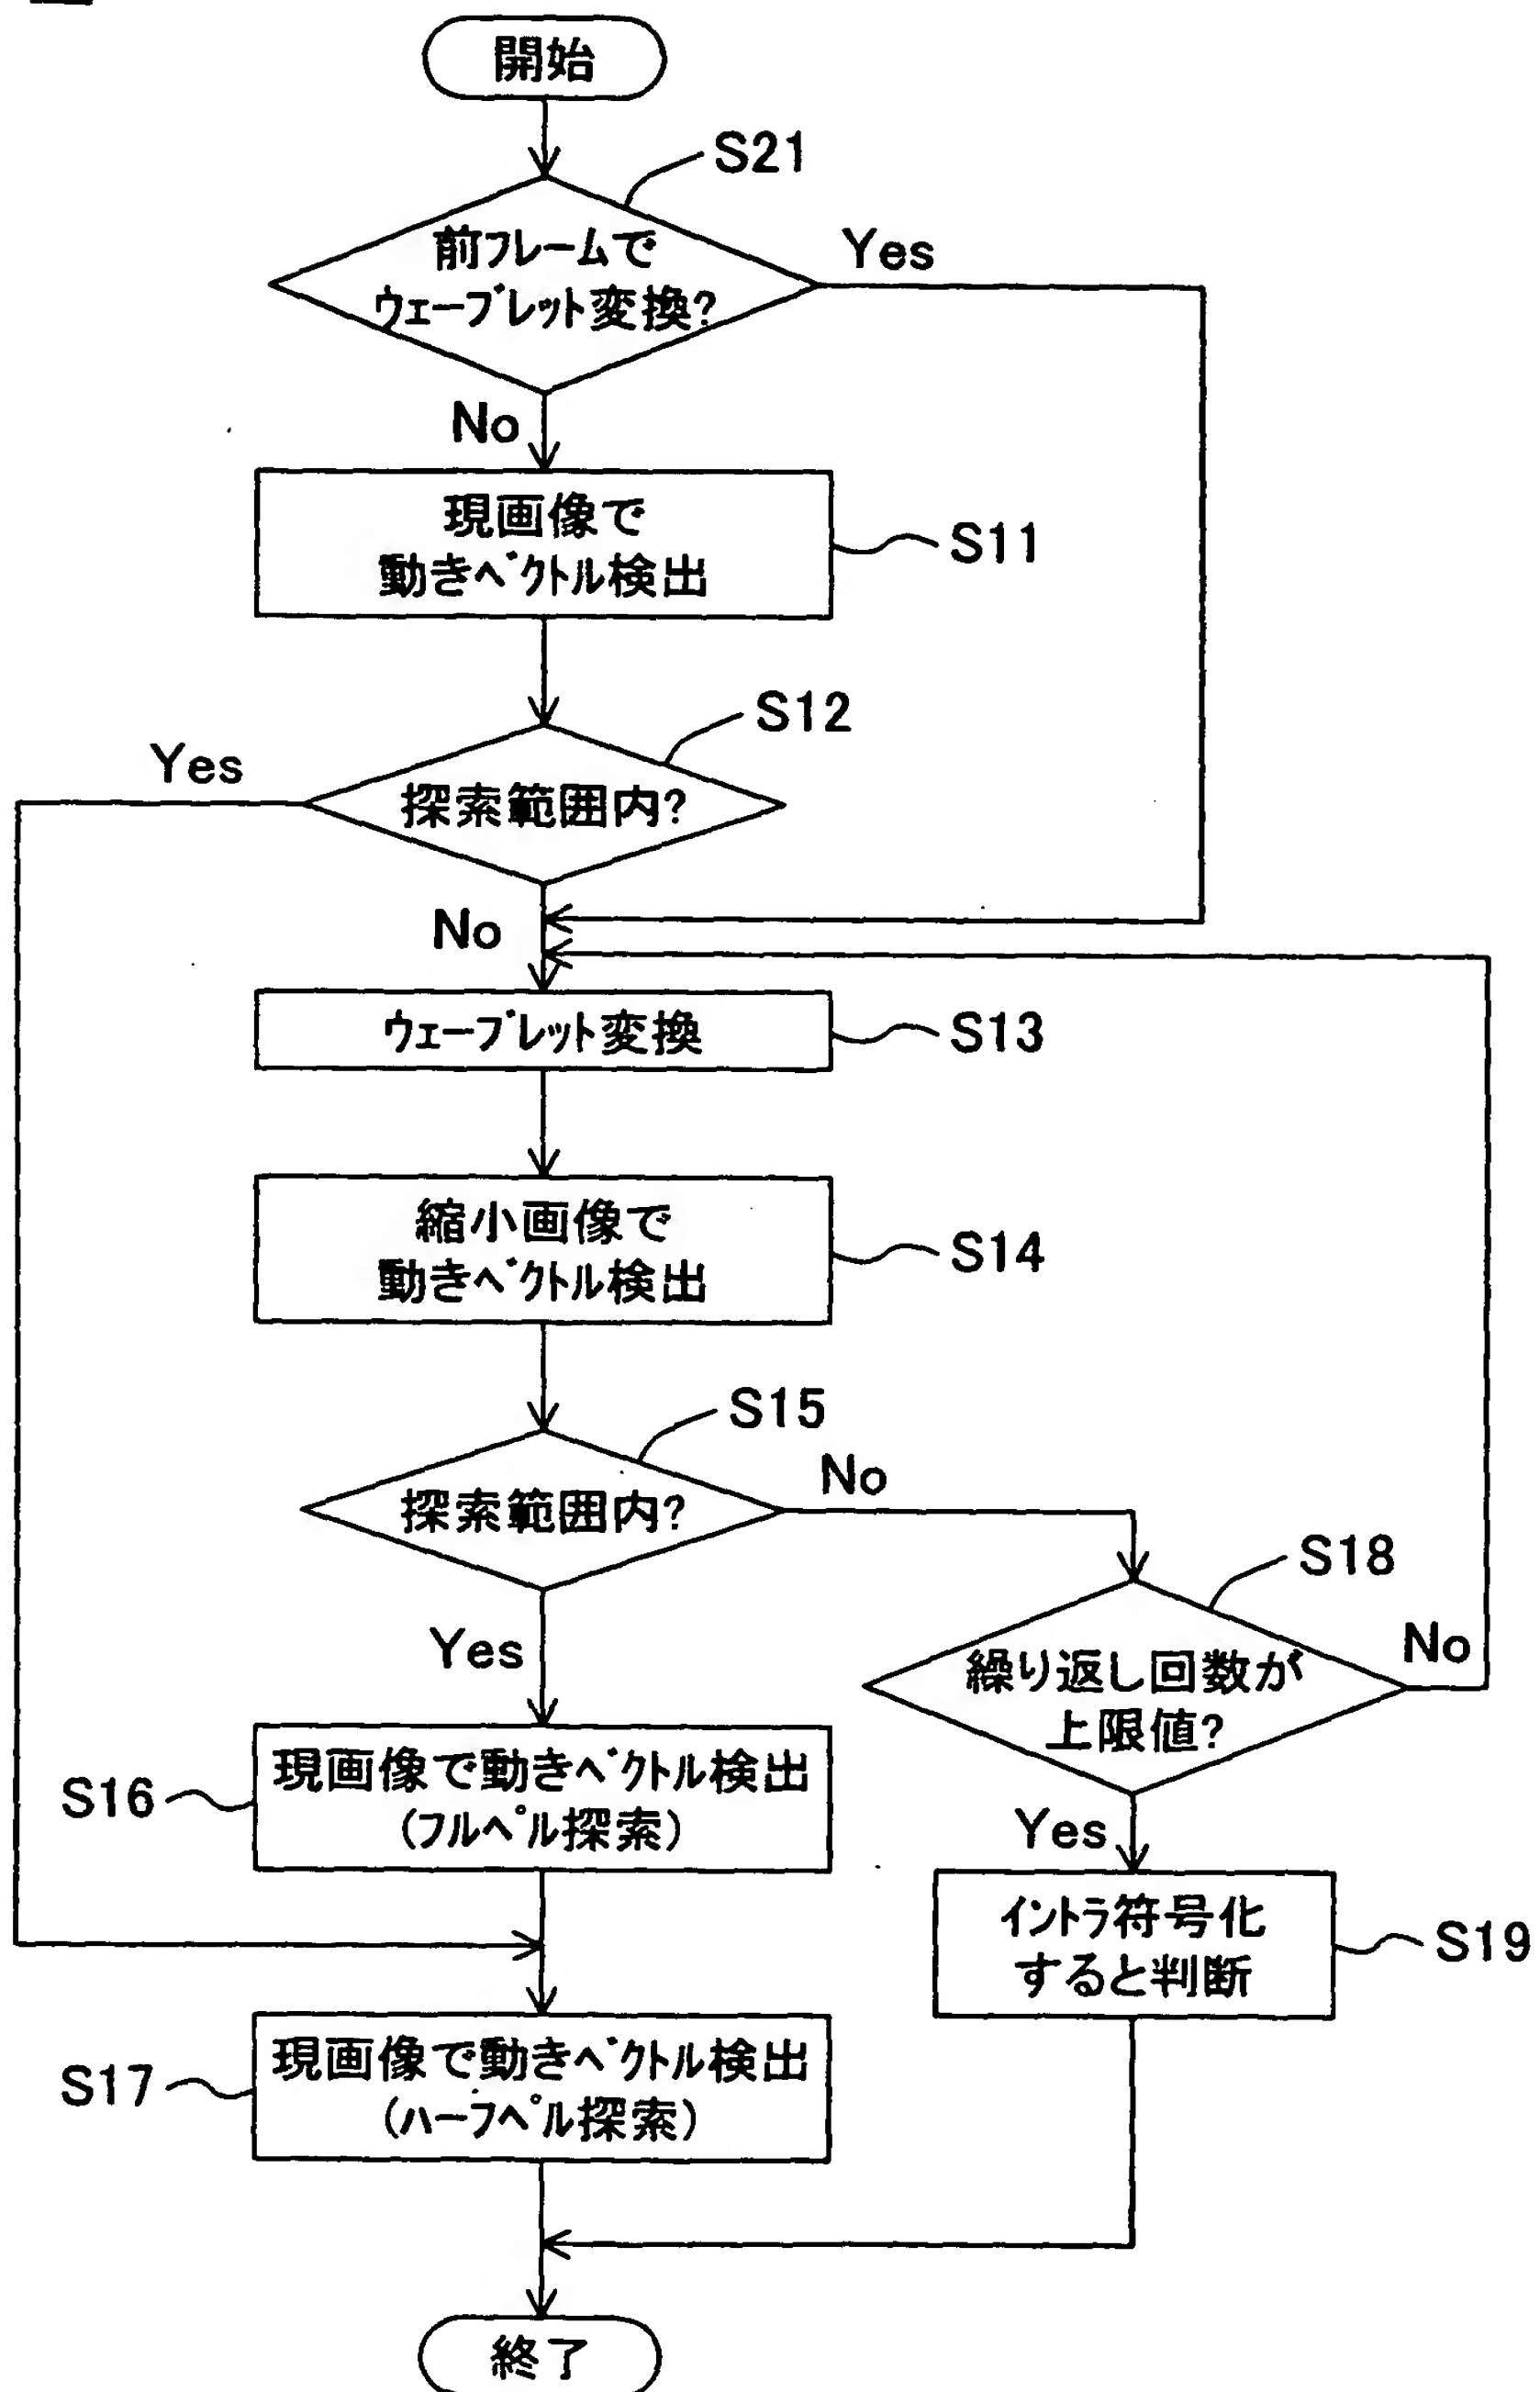 開始
S21
前フレームで
ウェーブレット変換?
Yes
No
現画像で
動きベクトル検出
S11
S12
Yes
探索範囲内?
No
ウェーブレット変換
S13
縮小画像で
動きベクトル検出
S14
S15
探索範囲内?
No
S18
Yes
繰り返し回数が
上限値?
No
S16
現画像で動きベクトル検出
(フルペル探索)
Yes
イントラ符号化
すると判断
S19
S17
現画像で動きベクトル検出
(ハーフペル探索)
終了